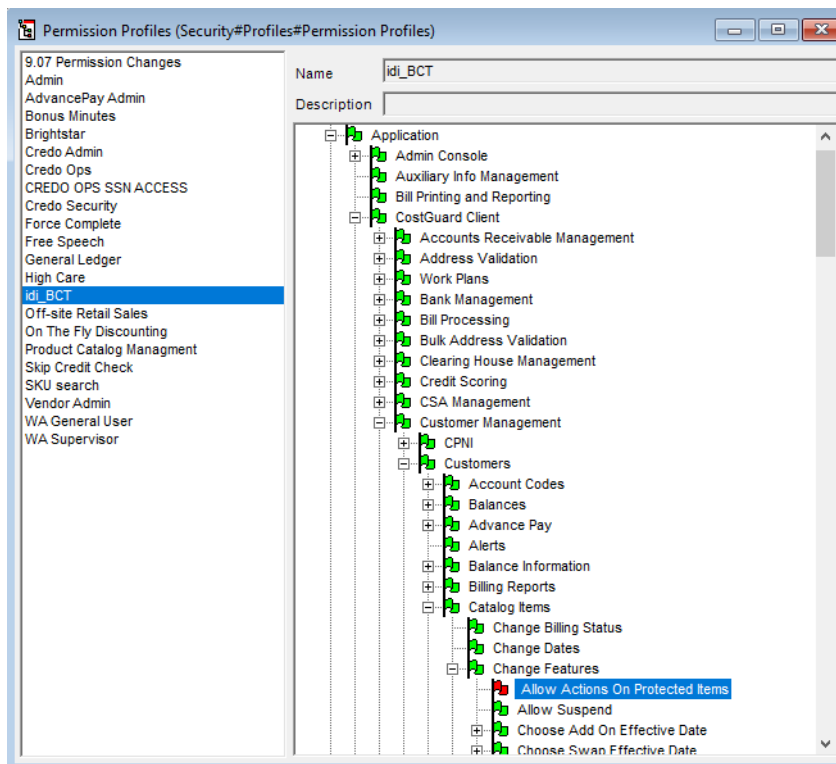 Permission Profiles (Security#Profiles#Permission Profiles)
9.07 Permission Changes
Admin
AdvancePay Admin
Bonus Minutes
Brightstar
Credo Admin
Credo Ops
CREDO OPS SSN ACCESS
Credo Security
Force Complete
Free Speech
General Ledger
High Care
idi_BCT
Off-site Retail Sales
On The Fly Discounting
Product Catalog Managment
Skip Credit Check
SKU search
Vendor Admin
WA General User
WA Supervisor
Name idi_BCT
Description
Application
Admin Console
Auxiliary Info Management
Bill Printing and Reporting
CostGuard Client
Accounts Receivable Management
Address Validation
Work Plans
Bank Management
Bill Processing
Bulk Address Validation
Clearing House Management
Credit Scoring
CSA Management
Customer Management
CPNI
Customers
Account Codes
Balances
Advance Pay
Alerts
Balance Information
Billing Reports
Catalog Items
Change Billing Status
Change Dates
Change Features
Allow Actions On Protected Items
Allow Suspend
Choose Add On Effective Date
Choose Swap Effective Date